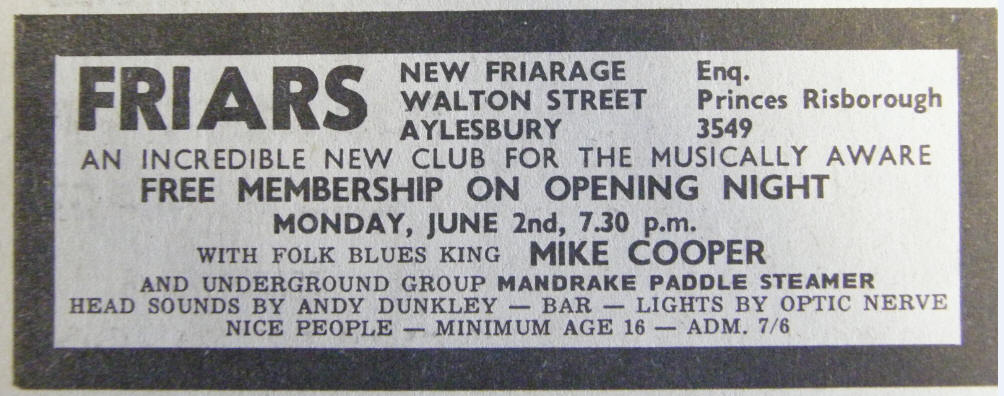 FRIARS
NEW FRIARAGE
WALTON STREET
AYLESBURY
Enq.
Princes Risborough
3549
AN INCREDIBLE NEW CLUB FOR THE MUSICALLY AWARE
FREE MEMBERSHIP ON OPENING NIGHT
MONDAY, JUNE 2nd, 7.30 p.m.
WITH FOLK BLUES KING MIKE COOPER
AND UNDERGROUND GROUP MANDRAKE PADDLE STEAMER
HEAD SOUNDS BY ANDY DUNKLEY — BAR — LIGHTS BY OPTIC NERVE
NICE PEOPLE — MINIMUM AGE 16 — ADM. 7/6